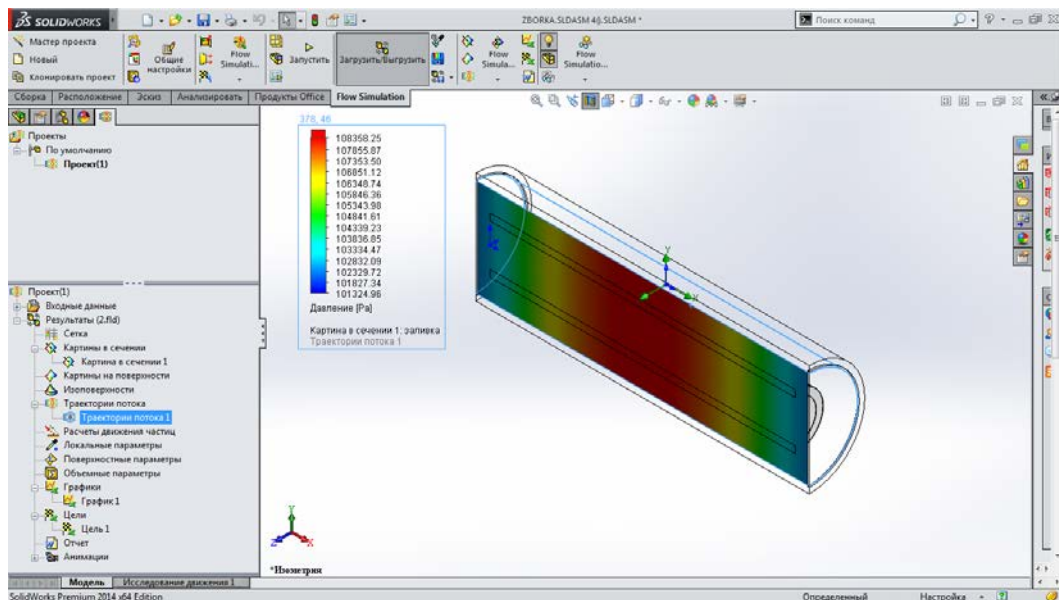 SOLIDWORKS
ZBORKA.SLDASM 4ij.SLDASM *
Поиск команд
Мастер проекта
Новый
Клонировать проект
Общие настройки
Flow Simulati...
Запустить
Загрузить/Выгрузить
Flow Simula...
Flow Simulatio...
Сборка
Расположение
Эскиз
Анализировать
Продукты Office
Flow Simulation
Проекты
По умолчанию
Проект(1)
378, 46
108358.25
107855.87
107353.50
106851.12
106348.74
105846.36
105343.98
104841.61
104339.23
103836.85
103334.47
102832.09
102329.72
101827.34
101324.96
Давление [Pa]
Картина в сечении 1: заливка
Траектории потока 1
Проект(1)
Входные данные
Результаты (2.fld)
Сетка
Картины в сечении
Картина в сечении 1
Картины на поверхности
Изоповерхности
Траектории потока
Траектории потока 1
Расчеты движения частиц
Локальные параметры
Поверхностные параметры
Объемные параметры
Графики
График 1
Цели
Цель 1
Отчет
Анимации
Y
X
Y
Z
X
*Изометрия
Модель
Исследование движения 1
SolidWorks Premium 2014 x64 Edition
Определенный
Настройка